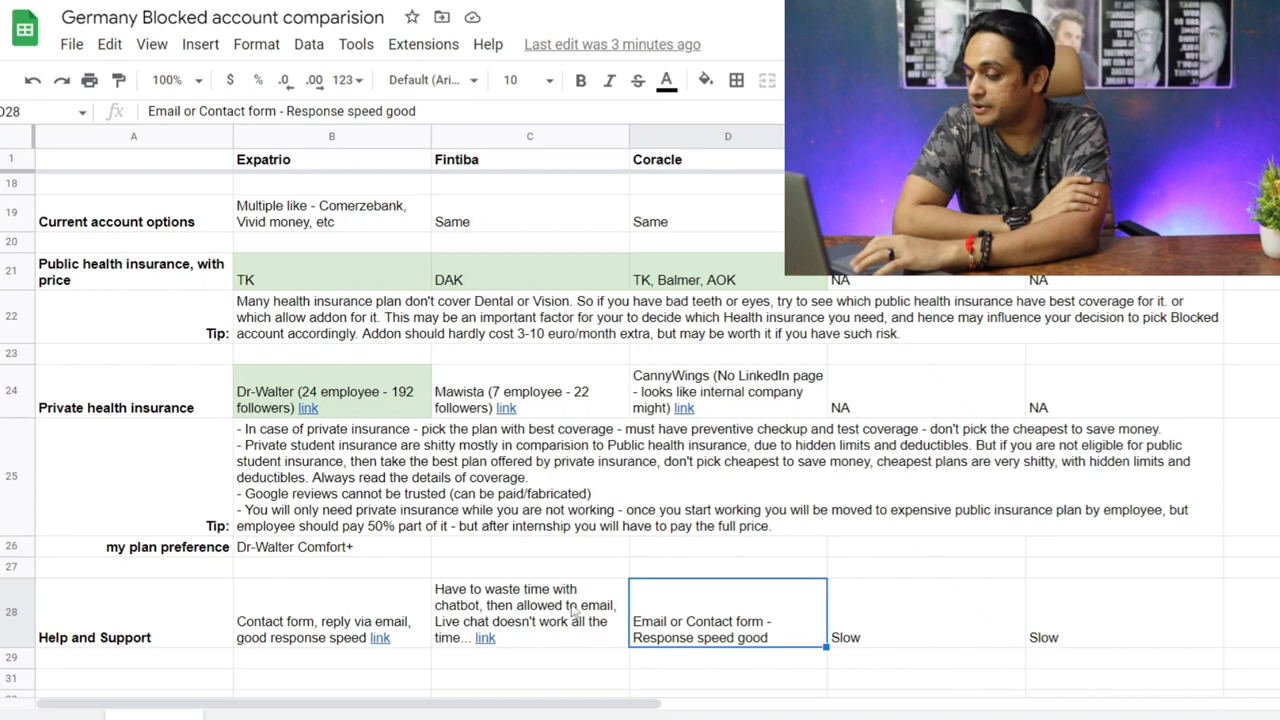 Germany Blocked account comparision
File Edit View Insert Format Data Tools Extensions Help Last edit was 3 minutes ago
100% $ % .0 .00 123 Default (Ari... 10 B I S A
D28 fx Email or Contact form - Response speed good
A B C D
1 Expatrio Fintiba Coracle
18
19 Current account options
Multiple like - Comerzebank,
Vivid money, etc
Same
Same
20
21 Public health insurance, with
price
TK
DAK
TK, Balmer, AOK
NA
NA
22 Tip:
Many health insurance plan don't cover Dental or Vision. So if you have bad teeth or eyes, try to see which public health insurance have best coverage for it. or
which allow addon for it. This may be an important factor for your to decide which Health insurance you need, and hence may influence your decision to pick Blocked
account accordingly. Addon should hardly cost 3-10 euro/month extra, but may be worth it if you have such risk.
23
24 Private health insurance
Dr-Walter (24 employee - 192
followers) link
Mawista (7 employee - 22
followers) link
CannyWings (No LinkedIn page
- looks like internal company
might) link
NA
NA
25 Tip:
- In case of private insurance - pick the plan with best coverage - must have preventive checkup and test coverage - don't pick the cheapest to save money.
- Private student insurance are shitty mostly in comparision to Public health insurance, due to hidden limits and deductibles. But if you are not eligible for public
student insurance, then take the best plan offered by private insurance, don't pick cheapest to save money, cheapest plans are very shitty, with hidden limits and
deductibles. Always read the details of coverage.
- Google reviews cannot be trusted (can be paid/fabricated)
- You will only need private insurance while you are not working - once you start working you will be moved to expensive public insurance plan by employee, but
employee should pay 50% part of it - but after internship you will have to pay the full price.
26 my plan preference Dr-Walter Comfort+
27
28 Help and Support
Contact form, reply via email,
good response speed link
Have to waste time with
chatbot, then allowed to email,
Live chat doesn't work all the
time... link
Email or Contact form -
Response speed good
Slow
Slow
29
31